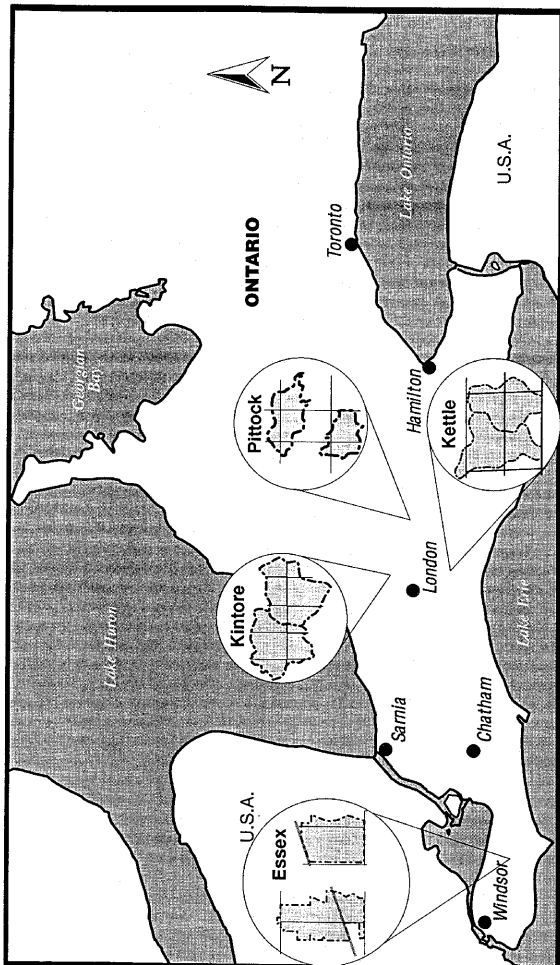 Georgian
Bay
N
Lake Huron
ONTARIO
Toronto
Lake Ontario
U.S.A.
Pittock
Kintore
Hamilton
Kettle
London
Sarnia
Chatham
Lake Erie
U.S.A.
Essex
Windsor